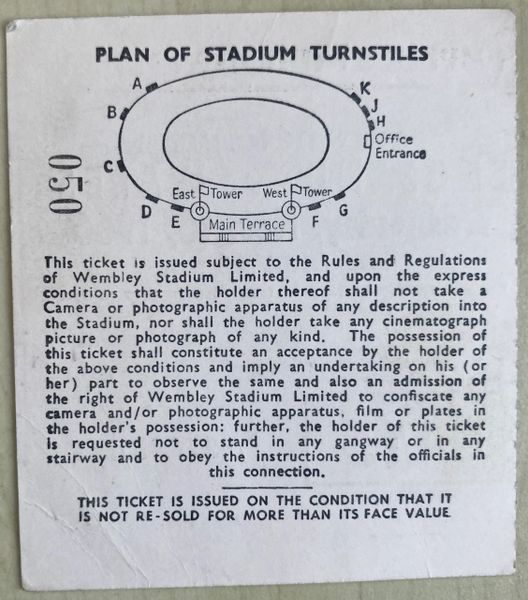 PLAN OF STADIUM TURNSTILES
A
K
B
J
H
Office
Entrance
C
050
East Tower
West Tower
D
E
F
G
Main Terrace
This ticket is issued subject to the Rules and Regulations
of Wembley Stadium Limited, and upon the express
conditions that the holder thereof shall not take a
Camera or photographic apparatus of any description into
the Stadium, nor shall the holder take any cinematograph
picture or photograph of any kind. The possession of
this ticket shall constitute an acceptance by the holder of
the above conditions and imply an undertaking on his (or
her) part to observe the same and also an admission of
the right of Wembley Stadium Limited to confiscate any
camera and/or photographic apparatus, film or plates in
the holder's possession: further, the holder of this ticket
is requested not to stand in any gangway or in any
stairway and to obey the instructions of the officials in
this connection.
THIS TICKET IS ISSUED ON THE CONDITION THAT IT
IS NOT RE-SOLD FOR MORE THAN ITS FACE VALUE